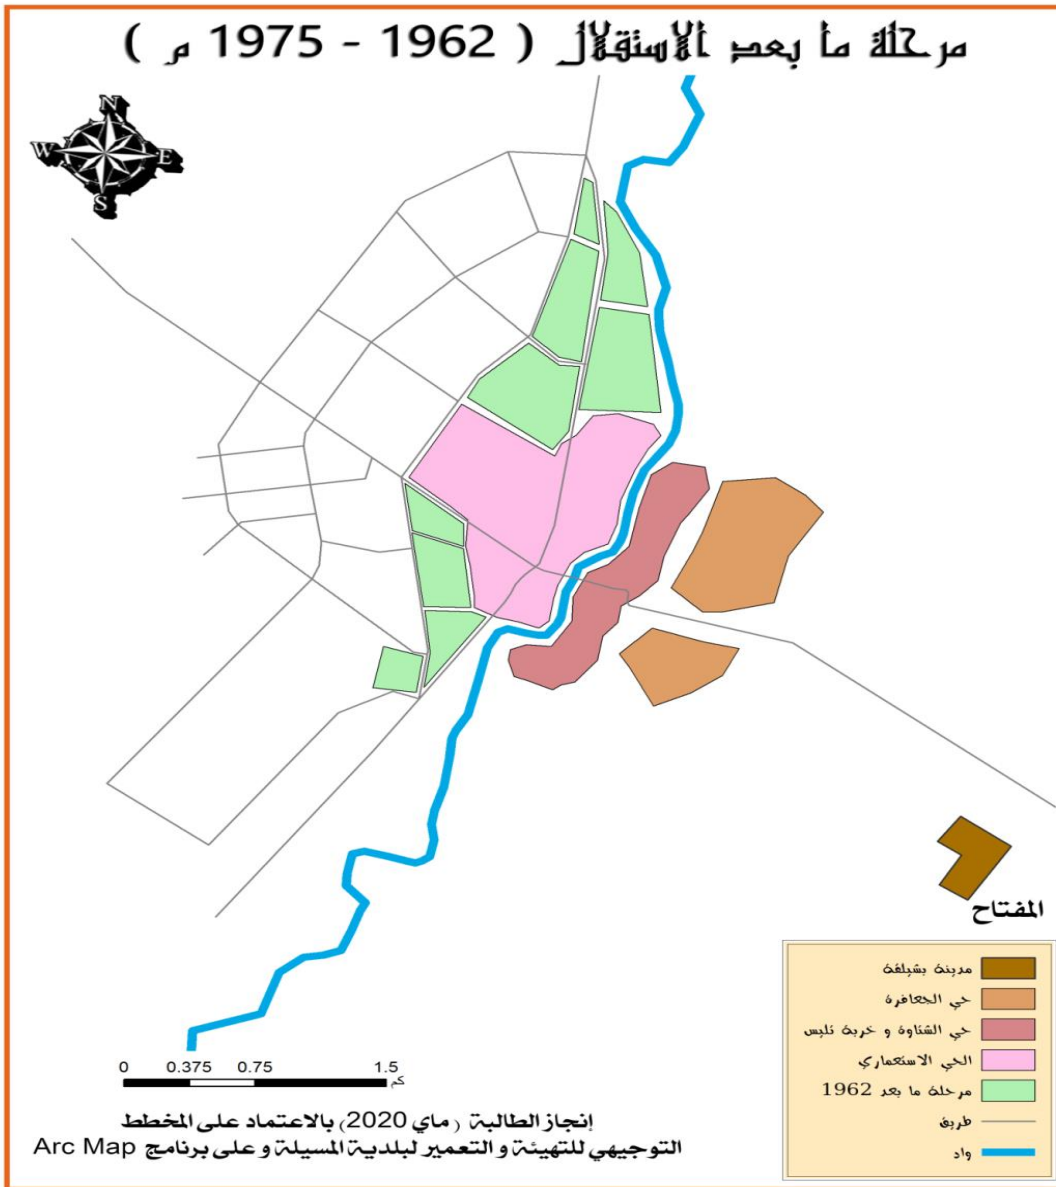 مرحلة ما بعد الاستقلال ( 1962 - 1975 م )
N
W E
S
المفتاح
مدينة بشيلقة
حي الجعافرة
حي الشتاوة و خربة تليس
الحي الاستعماري
مرحلة ما بعد 1962
طريق
واد
0 0.375 0.75 1.5
كم
إنجاز الطالبة (ماي 2020) بالاعتماد على المخطط
التوجيهي للتهيئة و التعمير لبلدية المسيلة و على برنامج Arc Map